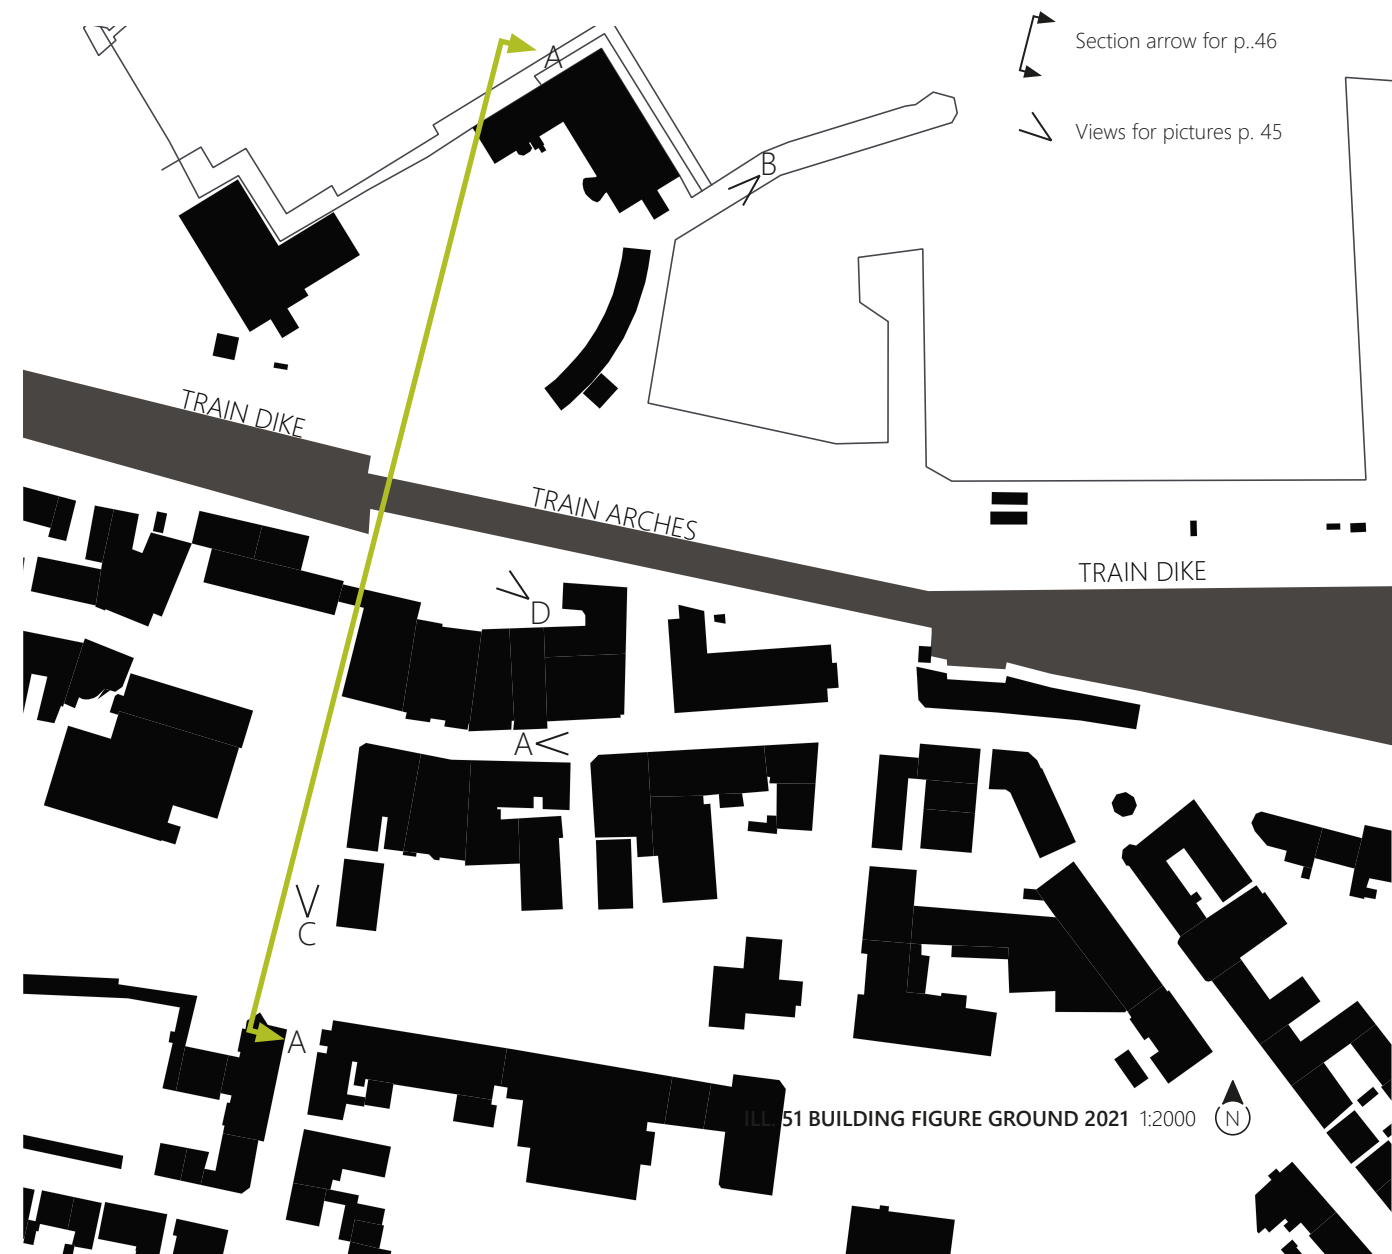 A
Section arrow for p..46
Views for pictures p. 45
B
TRAIN DIKE
TRAIN ARCHES
TRAIN DIKE
D
A
C
A
ILL. 51 BUILDING FIGURE GROUND 2021 1:2000
N